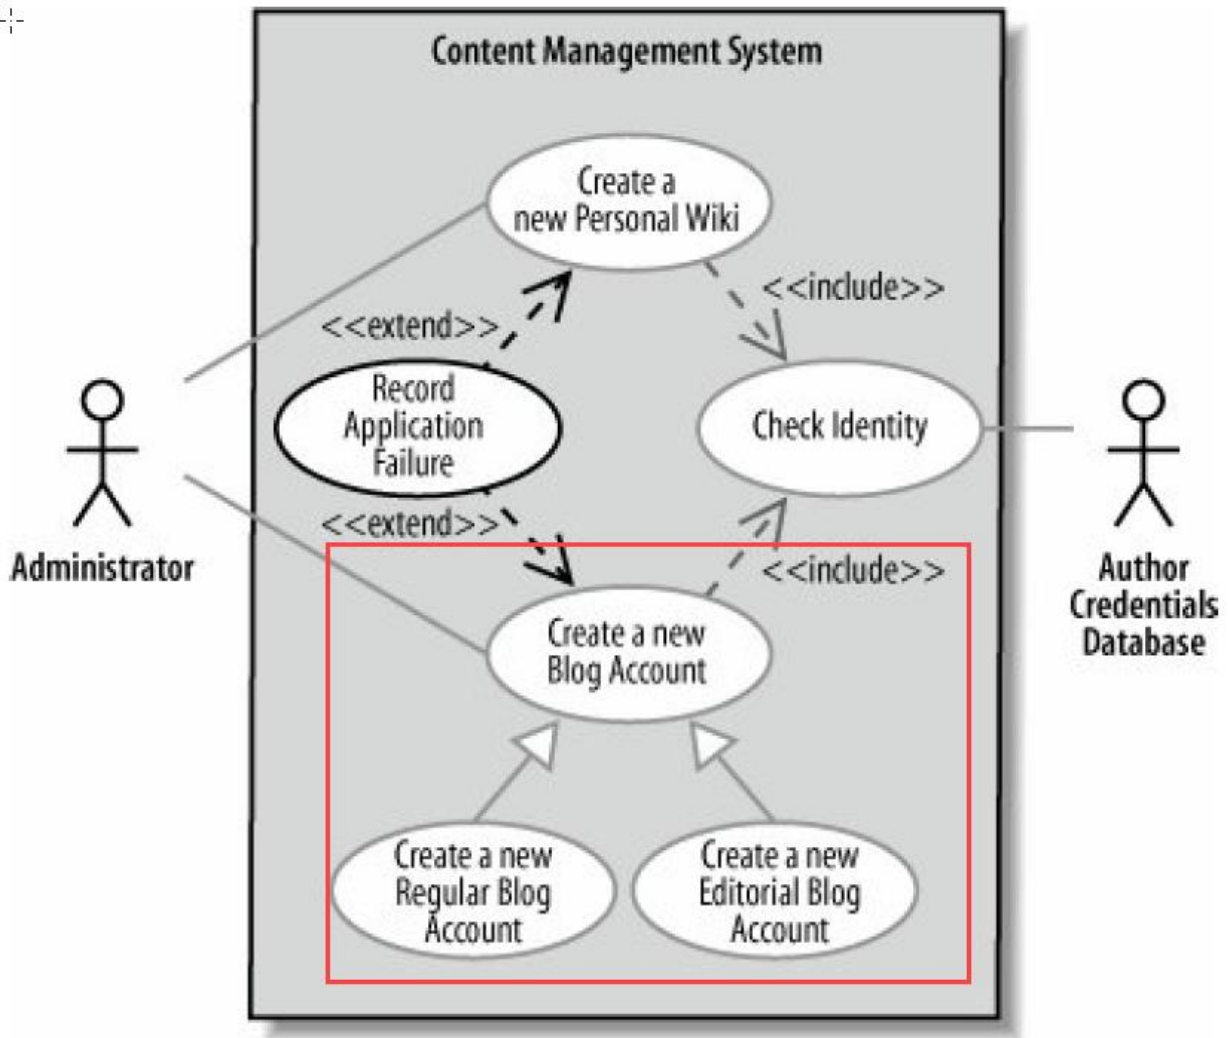 Content Management System
Create a
new Personal Wiki
<<include>>
<<extend>>
Record
Application
Failure
Check Identity
<<extend>>
Administrator
<<include>>
Author
Credentials
Database
Create a new
Blog Account
Create a new
Regular Blog
Account
Create a new
Editorial Blog
Account